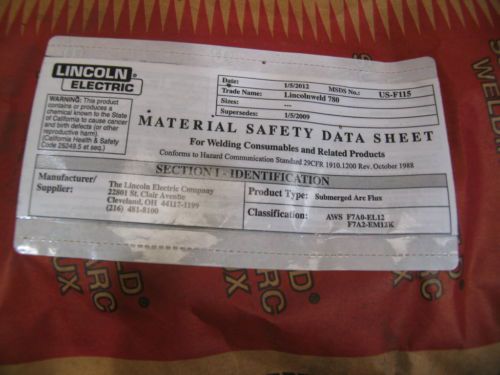 LINCOLN
ELECTRIC
WARNING: This product
contains or produces a
chemical known to the State
of California to cause cancer
and birth defects (or other
reproductive harm).
(California Health & Safety
Code 25249.5 et seq.)
Date: 1/5/2012 MSDS No.: US-F115
Trade Name: Lincolnweld 780
Sizes: ---
Supersedes: 1/5/2009
MATERIAL SAFETY DATA SHEET
For Welding Consumables and Related Products
Conforms to Hazard Communication Standard 29CFR 1910.1200 Rev. October 1988
SECTION I - IDENTIFICATION
Manufacturer/
Supplier:
The Lincoln Electric Company
22801 St. Clair Avenue
Cleveland, OH 44117-1199
(216) 481-8100
Product Type: Submerged Arc Flux
Classification: AWS F7A0-EL12
F7A2-EM12K
ARC
UX